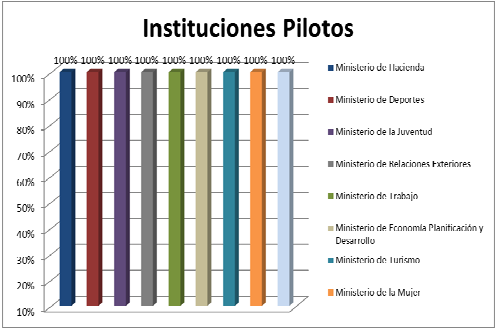 Instituciones Pilotos
100% 100% 100% 100% 100% 100% 100% 100% 100%
100%
90%
80%
70%
60%
50%
40%
30%
20%
10%
Ministerio de Hacienda
Ministerio de Deportes
Ministerio de la Juventud
Ministerio de Relaciones Exteriores
Ministerio de Trabajo
Ministerio de Economía Planificación y
Desarrollo
Ministerio de Turismo
Ministerio de la Mujer